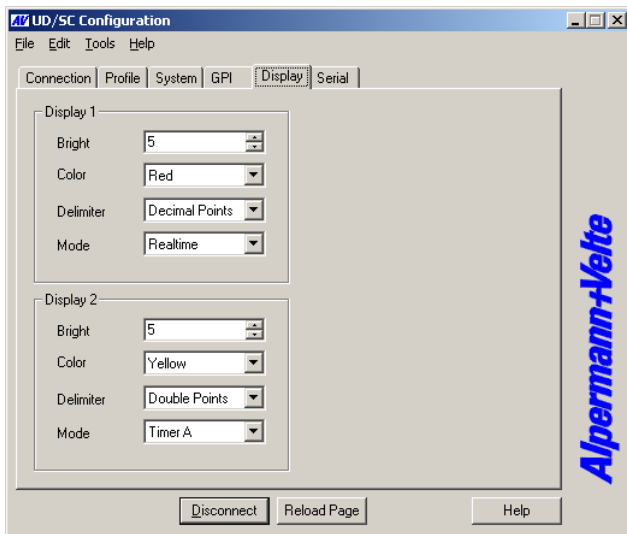 AV UD/SC Configuration
File Edit Tools Help
Connection Profile System GPI Display Serial
Display 1
Bright 5
Color Red
Delimiter Decimal Points
Mode Realtime
Display 2
Bright 5
Color Yellow
Delimiter Double Points
Mode Timer A
Alpermann+Velte
Disconnect Reload Page Help